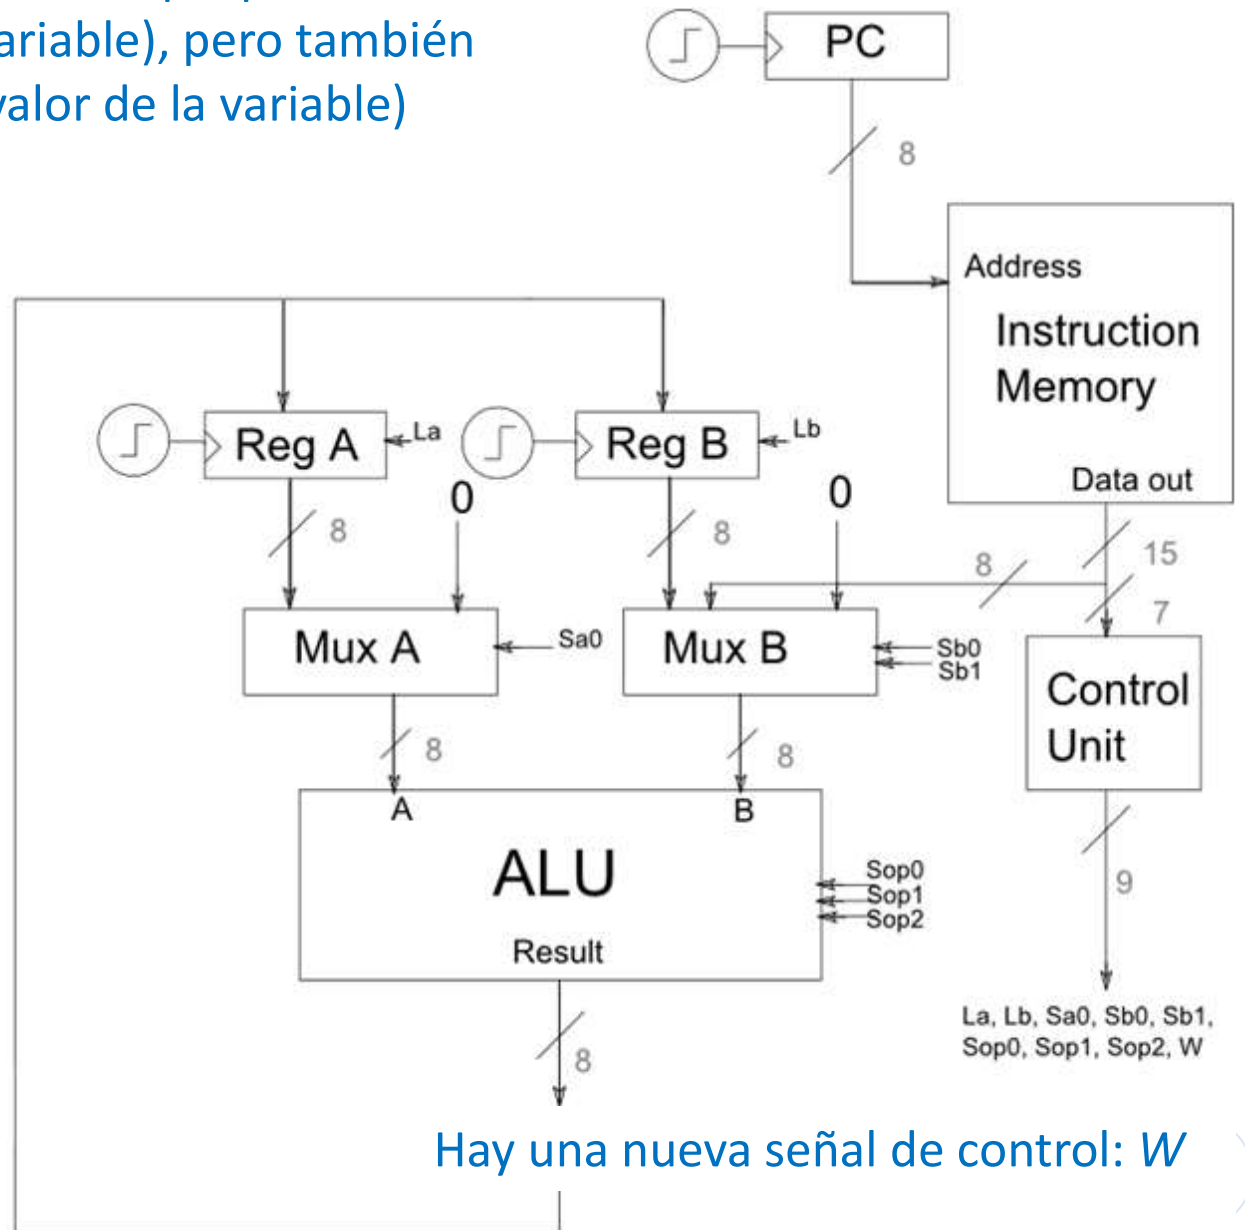 ariable), pero también
valor de la variable)
PC
8
Address
Instruction
Memory
Data out
15
8
7
Reg A
La
Reg B
Lb
0
0
8
8
Mux A
Sa0
Mux B
Sb0
Sb1
Control
Unit
8
8
A
B
ALU
Sop0
Sop1
Sop2
Result
9
8
La, Lb, Sa0, Sb0, Sb1,
Sop0, Sop1, Sop2, W
Hay una nueva señal de control: W